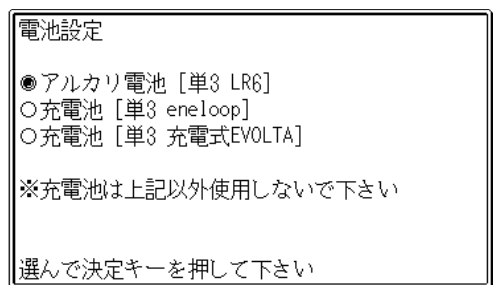 電池設定
◉アルカリ電池 [単3 LR6]
○充電池 [単3 eneloop]
○充電池 [単3 充電式EVOLTA]
※充電池は上記以外使用しないで下さい
選んで決定キーを押して下さい